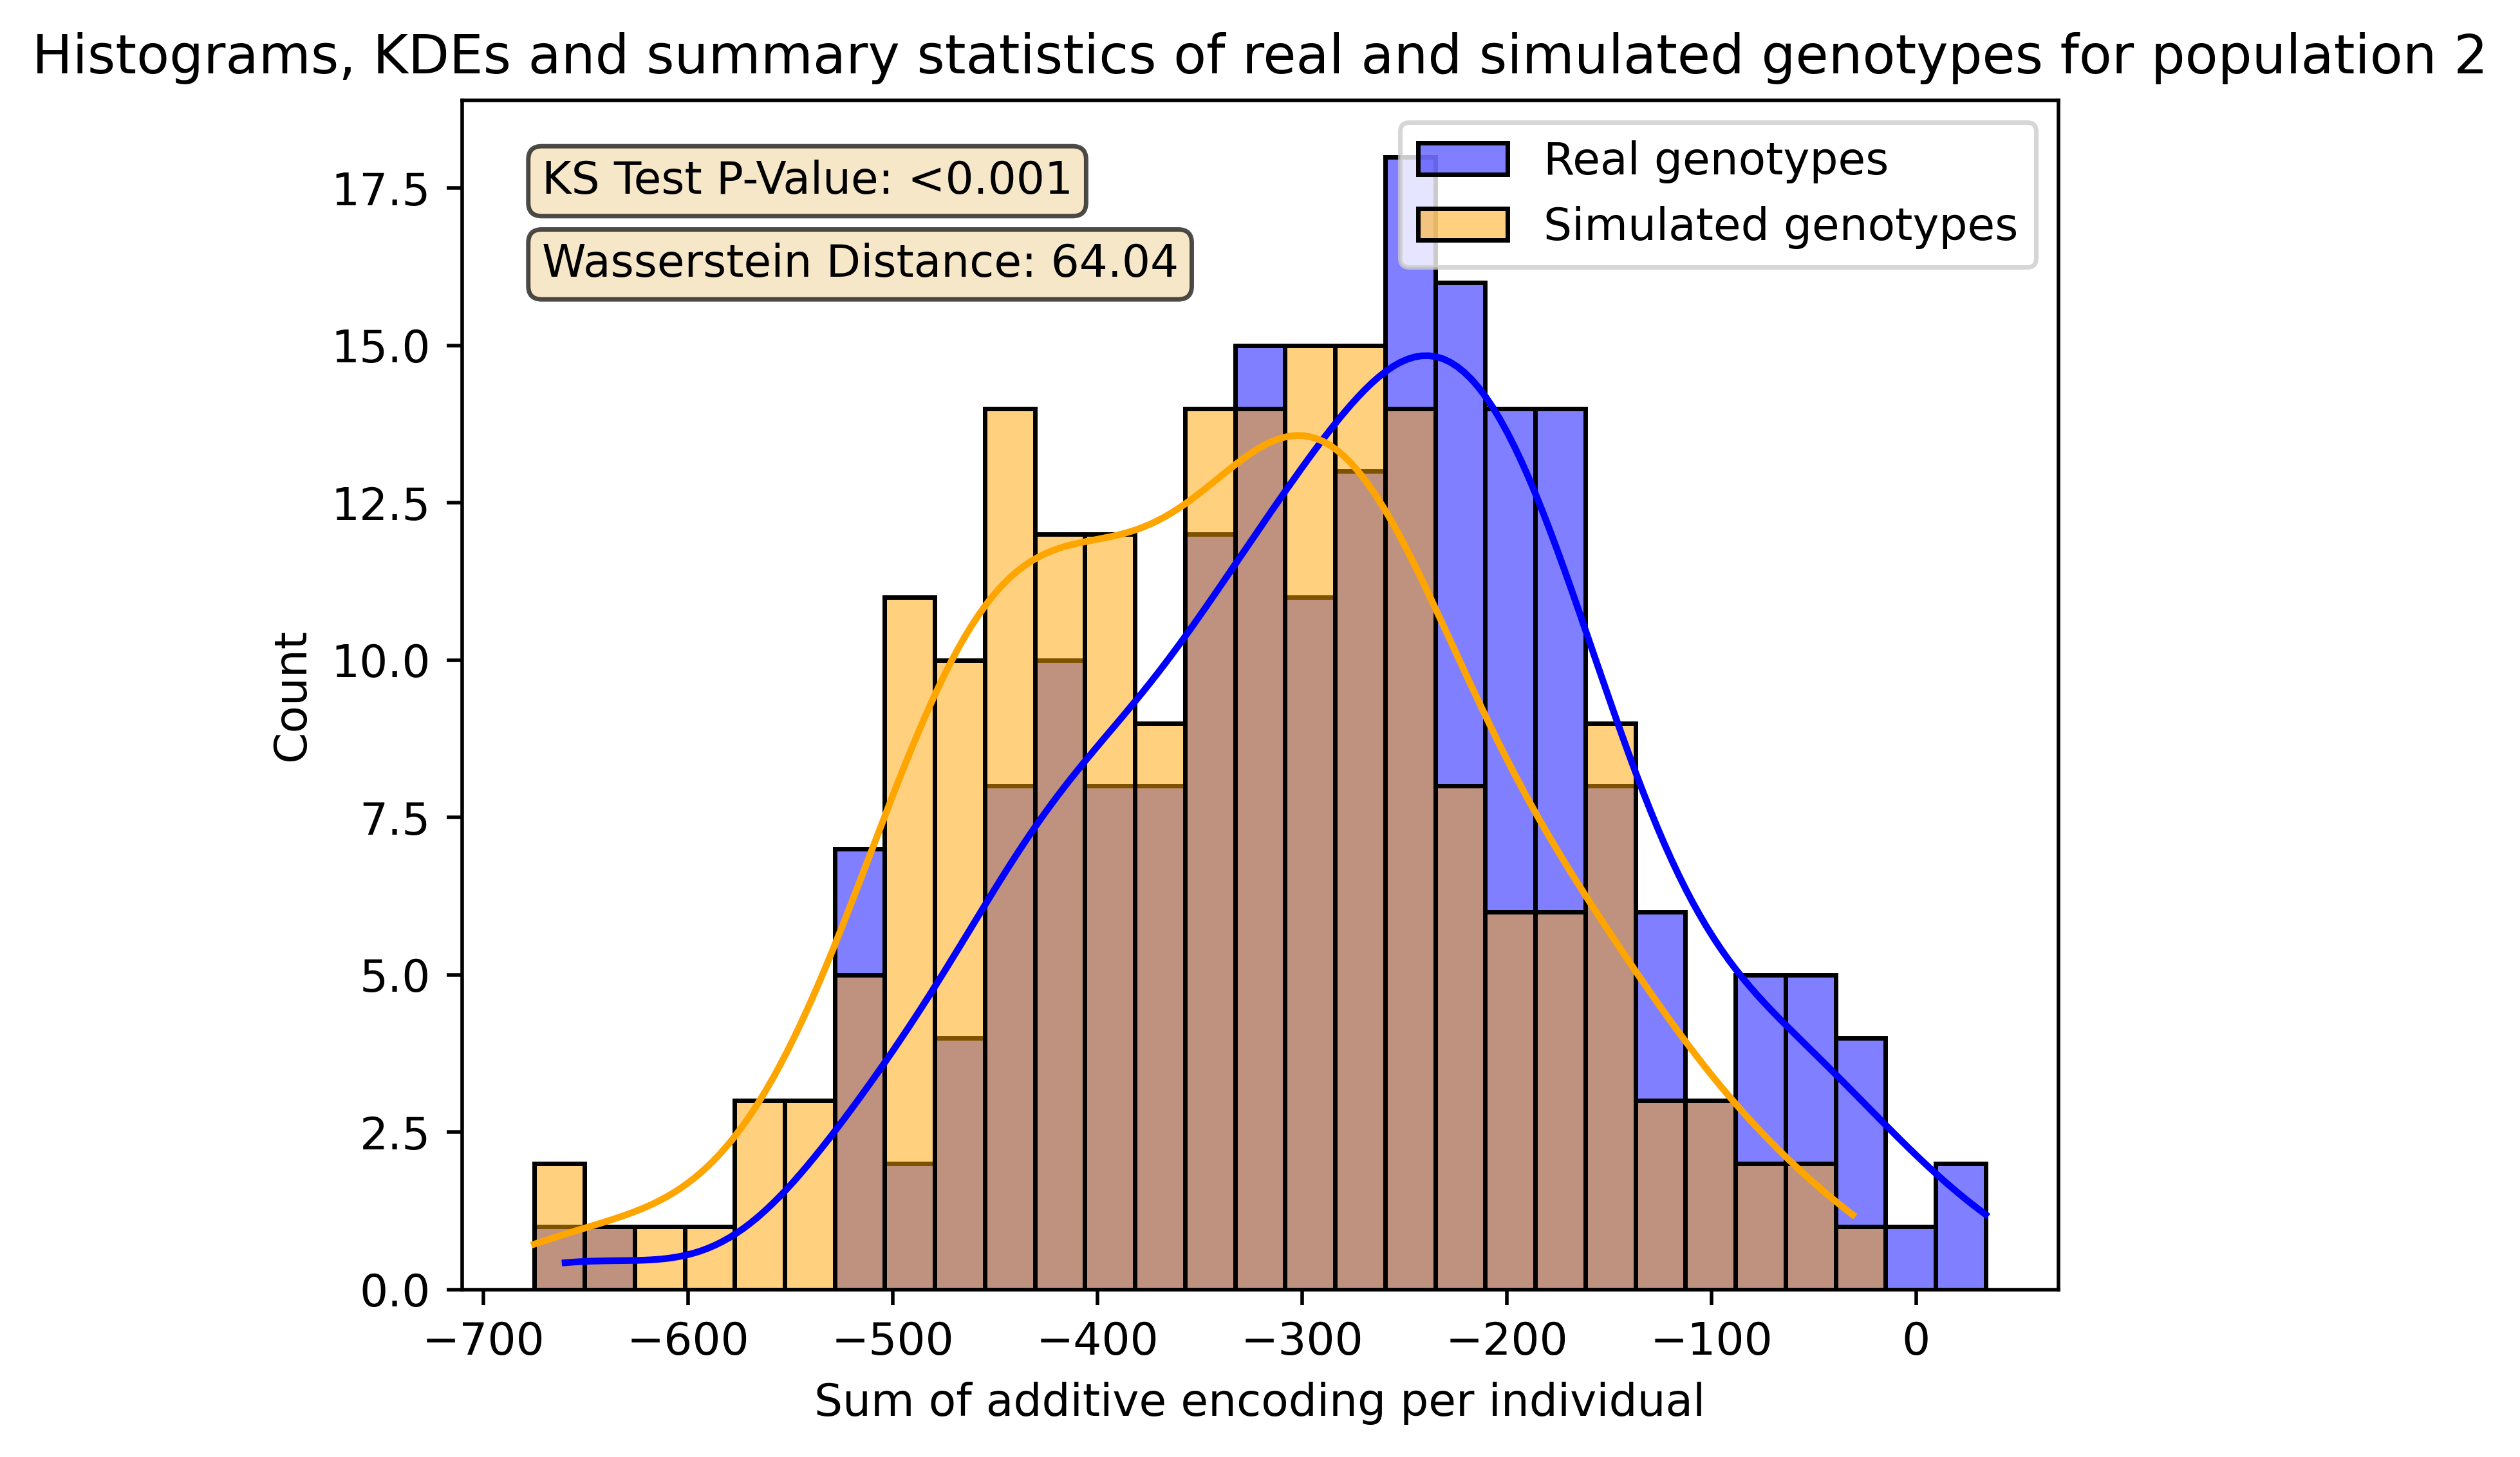 Histograms, KDEs and summary statistics of real and simulated genotypes for population 2
KS Test P-Value: <0.001
Wasserstein Distance: 64.04
Real genotypes
Simulated genotypes
17.5
15.0
12.5
10.0
7.5
5.0
2.5
0.0
Count
−700 −600 −500 −400 −300 −200 −100 0
Sum of additive encoding per individual